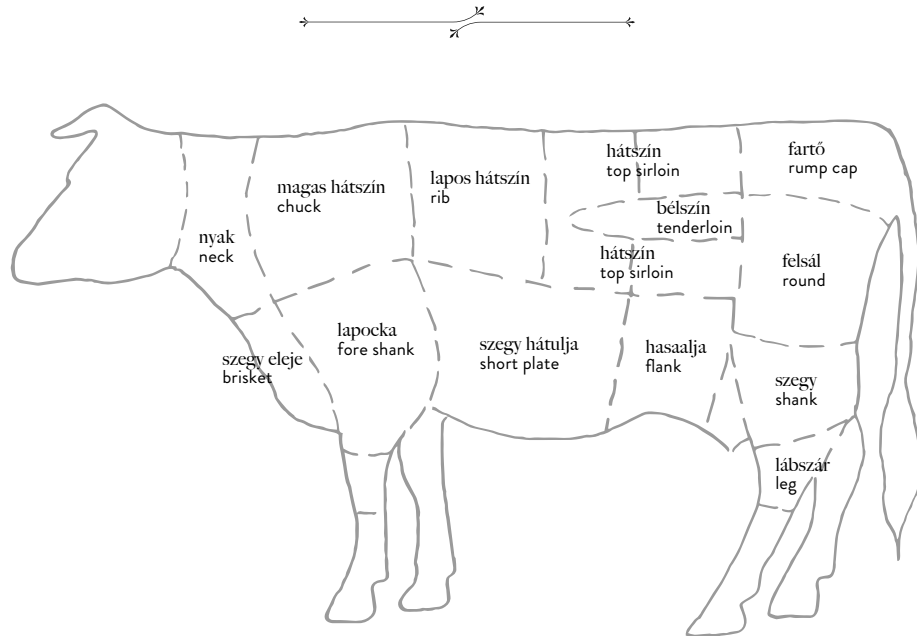 hátszín
top sirloin
fartő
rump cap
magas hátszín
chuck
lapos hátszín
rib
bélszín
tenderloin
nyak
neck
hátszín
top sirloin
felsál
round
lapocka
fore shank
szegy eleje
brisket
szegy hátulja
short plate
hasaalja
flank
szegy
shank
lábszár
leg